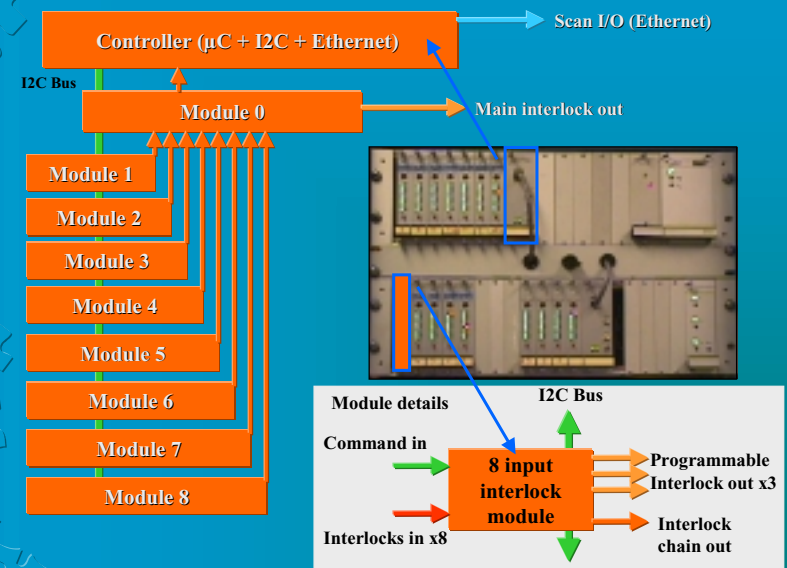 Controller (µC + I2C + Ethernet)
Scan I/O (Ethernet)
I2C Bus
Module 0
Main interlock out
Module 1
Module 2
Module 3
Module 4
Module 5
Module 6
Module 7
Module 8
Module details
I2C Bus
Command in
8 input
interlock
module
Programmable
Interlock out x3
Interlocks in x8
Interlock
chain out